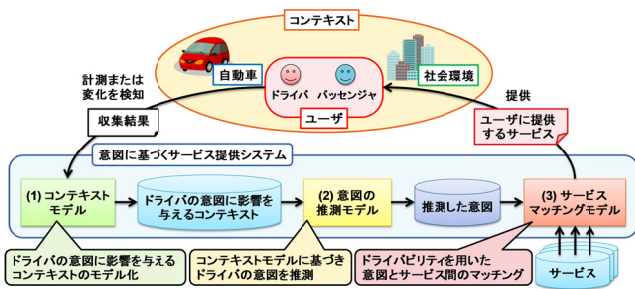 コンテキスト
自動車
社会環境
ドライバ
パッセンジャ
ユーザ
計測または
変化を検知
収集結果
提供
ユーザに提供
するサービス
意図に基づくサービス提供システム
(1) コンテキスト
モデル
ドライバの意図に影響を
与えるコンテキスト
(2) 意図の
推測モデル
推測した意図
(3) サービス
マッチングモデル
ドライバの意図に影響を与える
コンテキストのモデル化
コンテキストモデルに基づき
ドライバの意図を推測
ドライバビリティを用いた
意図とサービス間のマッチング
サービス